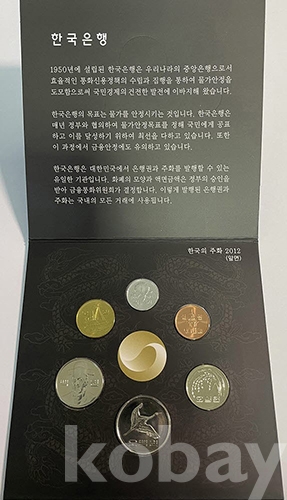 한국은행
1950년에 설립된 한국은행은 우리나라의 중앙은행으로서
효율적인 통화신용정책의 수립과 집행을 통하여 물가안정을
도모함으로써 국민경제의 건전한 발전에 이바지해 왔습니다.
한국은행의 목표는 물가를 안정시키는 것입니다. 한국은행은
매년 정부와 협의하여 물가안정목표를 정해 국민에게 공표
하고 이를 달성하기 위하여 최선을 다하고 있습니다. 또한
이 과정에서 금융안정에도 유의하고 있습니다.
한국은행은 대한민국에서 은행권과 주화를 발행할 수 있는
유일한 기관입니다. 화폐의 모양과 액면금액은 정부의 승인을
받아 금융통화위원회가 결정합니다. 이렇게 발행된 은행권과
주화는 국내의 모든 거래에 사용됩니다.
한국의 주화 2012
(앞면)
백원
오십원
오백원
kobay